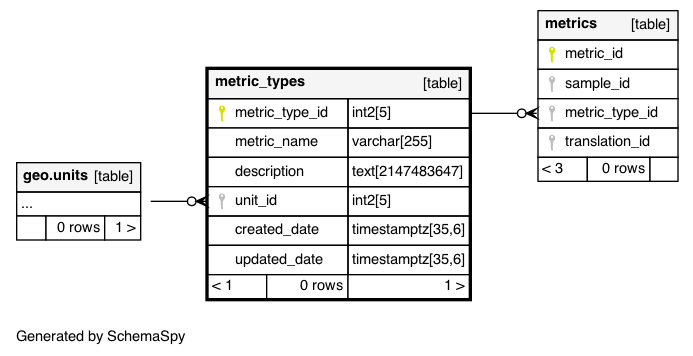 metrics [table]
metric_id
sample_id
metric_type_id
translation_id
< 3 0 rows
metric_types [table]
metric_type_id int2[5]
metric_name varchar[255]
description text[2147483647]
unit_id int2[5]
created_date timestamptz[35,6]
updated_date timestamptz[35,6]
< 1 0 rows 1 >
geo.units [table]
...
0 rows 1 >
Generated by SchemaSpy